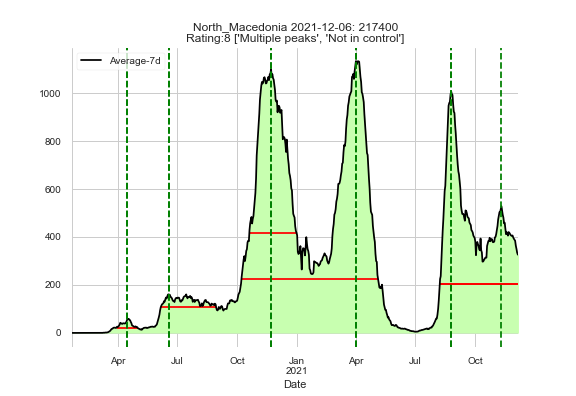 North_Macedonia 2021-12-06: 217400
Rating:8 ['Multiple peaks', 'Not in control']
Average-7d
1000
800
600
400
200
0
Apr Jul Oct Jan Apr Jul Oct
2021
Date